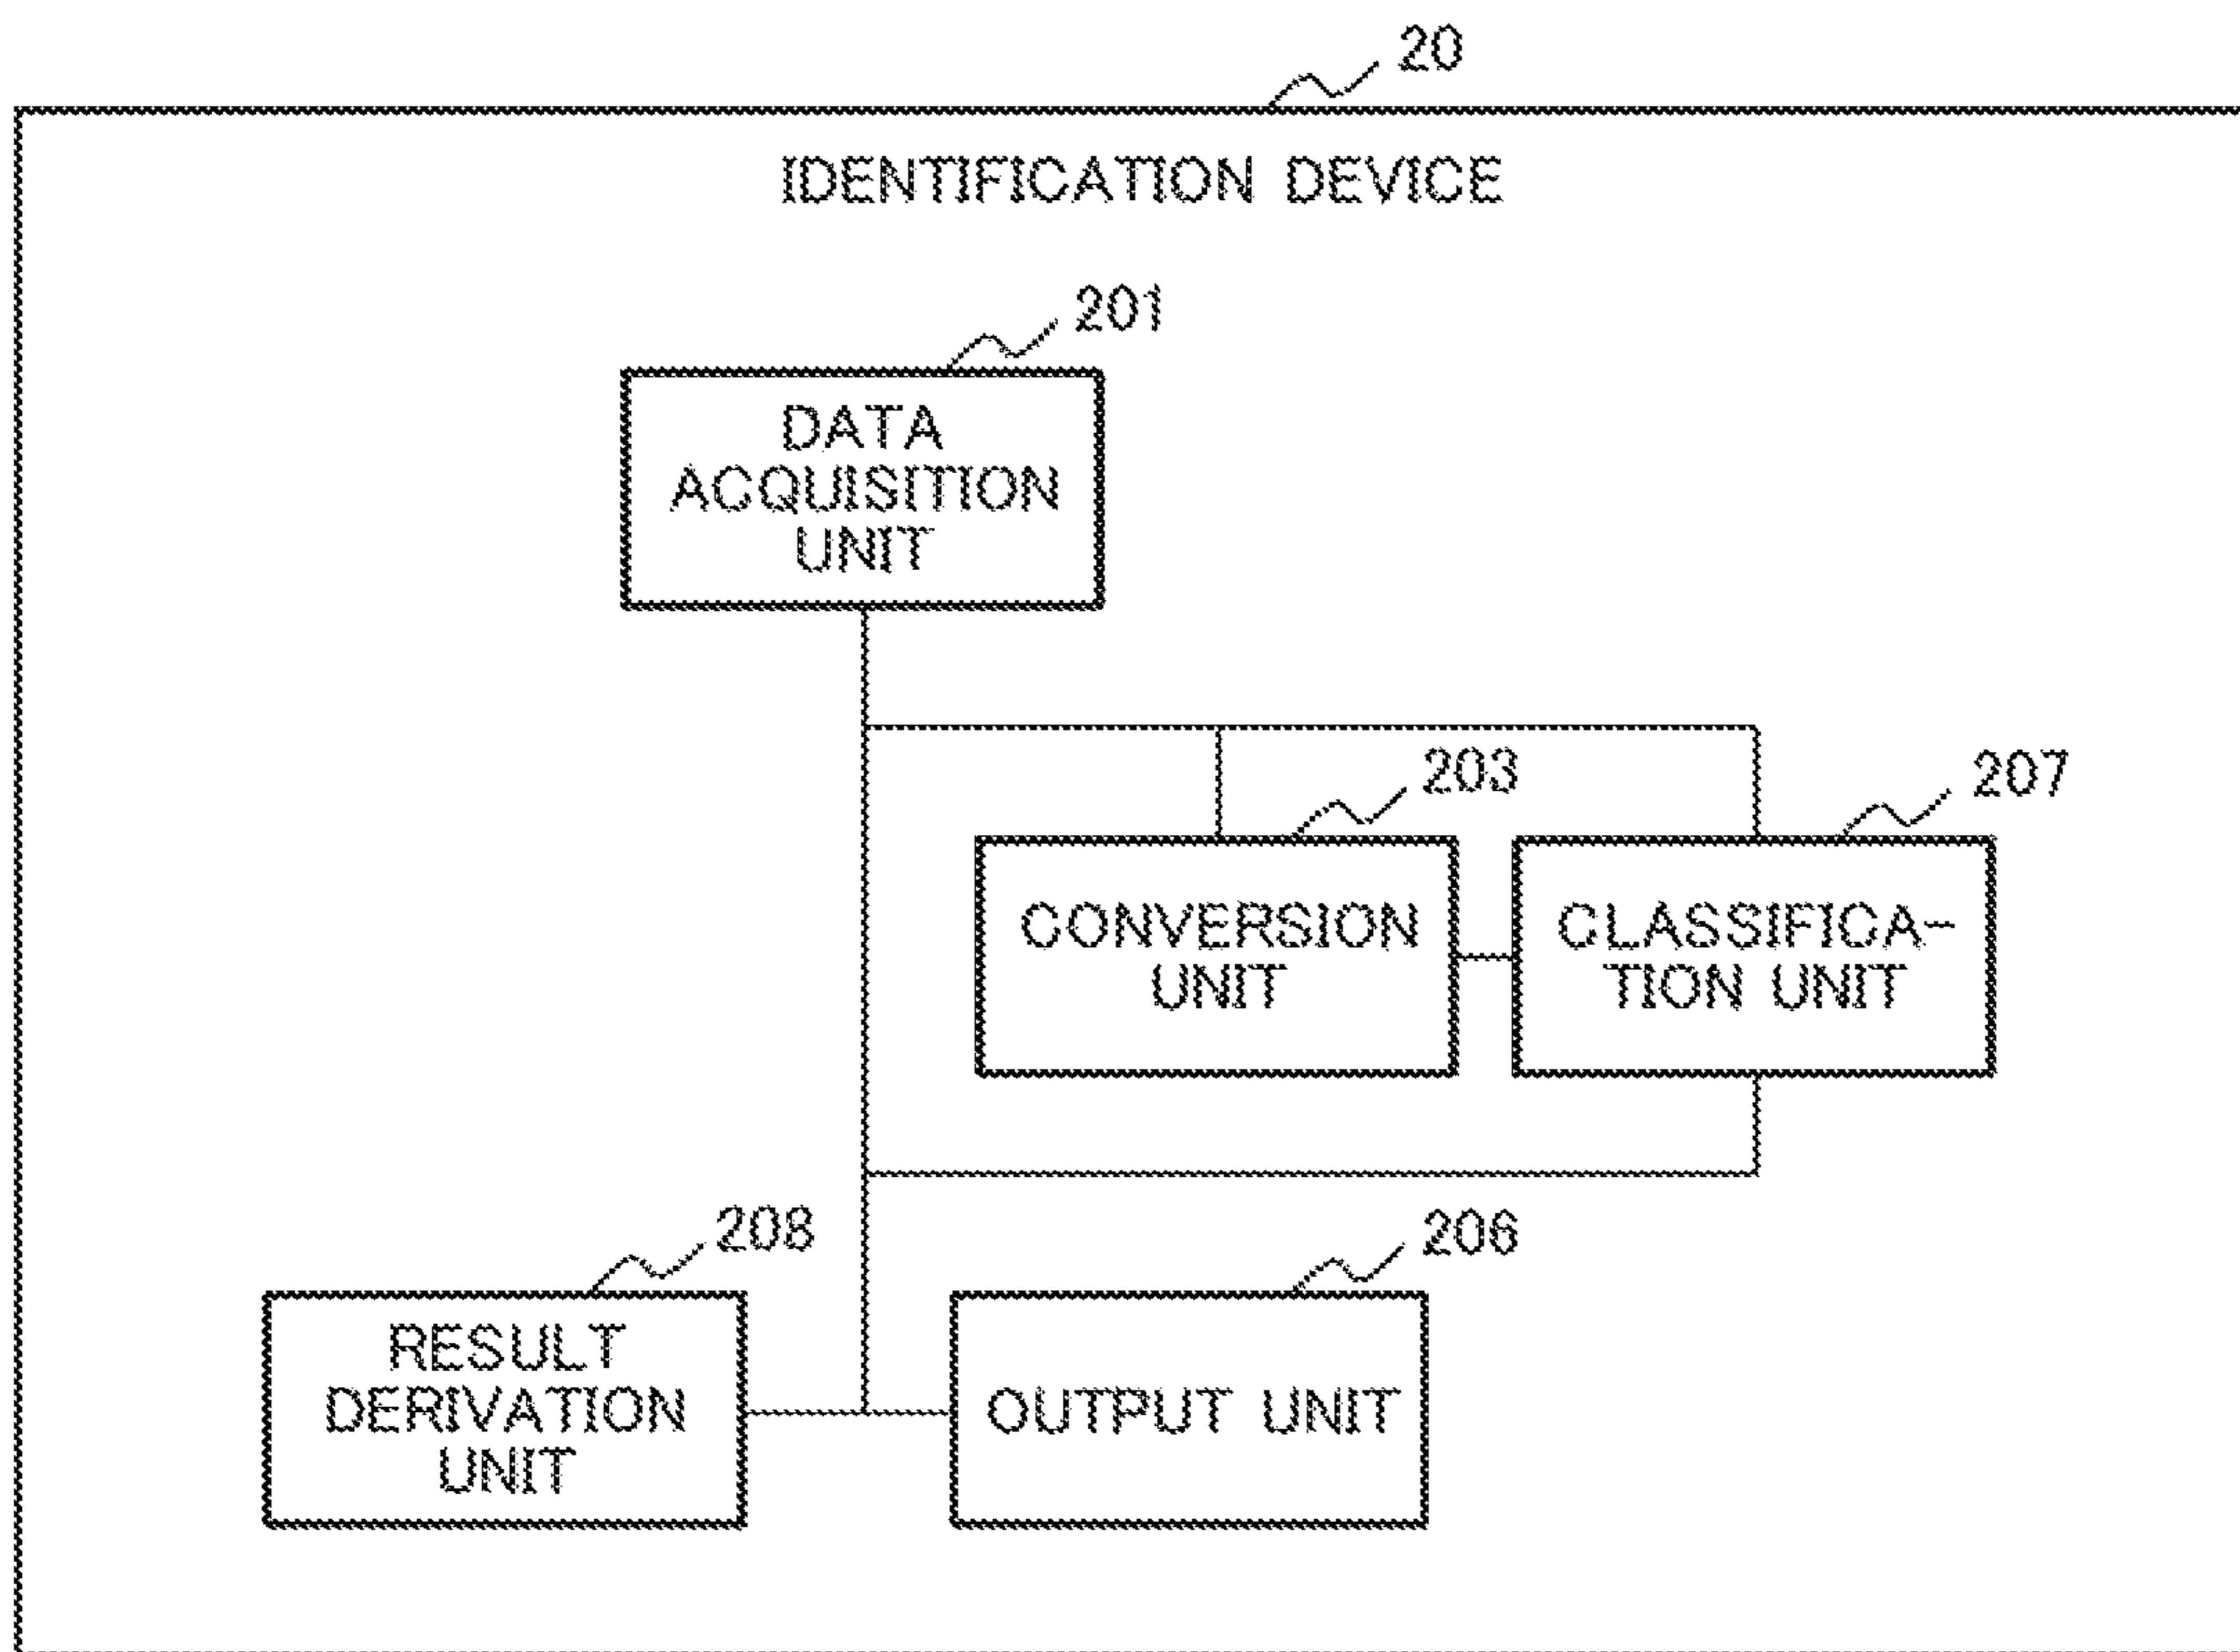 20
IDENTIFICATION DEVICE
201
DATA
ACQUISITION
UNIT
203
207
CONVERSION
UNIT
CLASSIFICA-
TION UNIT
208
206
RESULT
DERIVATION
UNIT
OUTPUT UNIT